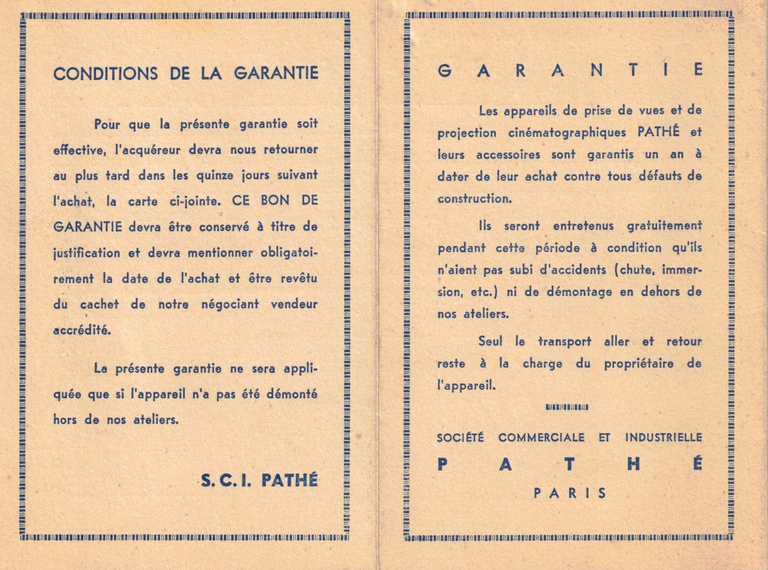 CONDITIONS DE LA GARANTIE
Pour que la présente garantie soit
effective, l'acquéreur devra nous retourner
au plus tard dans les quinze jours suivant
l'achat, la carte ci-jointe. CE BON DE
GARANTIE devra être conservé à titre de
justification et devra mentionner obligatoi-
rement la date de l'achat et être revêtu
du cachet de notre négociant vendeur
accrédité.
La présente garantie ne sera appli-
quée que si l'appareil n'a pas été démonté
hors de nos ateliers.
S.C.I. PATHÉ
GARANTIE
Les appareils de prise de vues et de
projection cinématographiques PATHÉ et
leurs accessoires sont garantis un an à
dater de leur achat contre tous défauts de
construction.
Ils seront entretenus gratuitement
pendant cette période à condition qu'ils
n'aient pas subi d'accidents (chute, immer-
sion, etc.) ni de démontage en dehors de
nos ateliers.
Seul le transport aller et retour
reste à la charge du propriétaire de
l'appareil.
SOCIÉTÉ COMMERCIALE ET INDUSTRIELLE
PATHÉ
PARIS